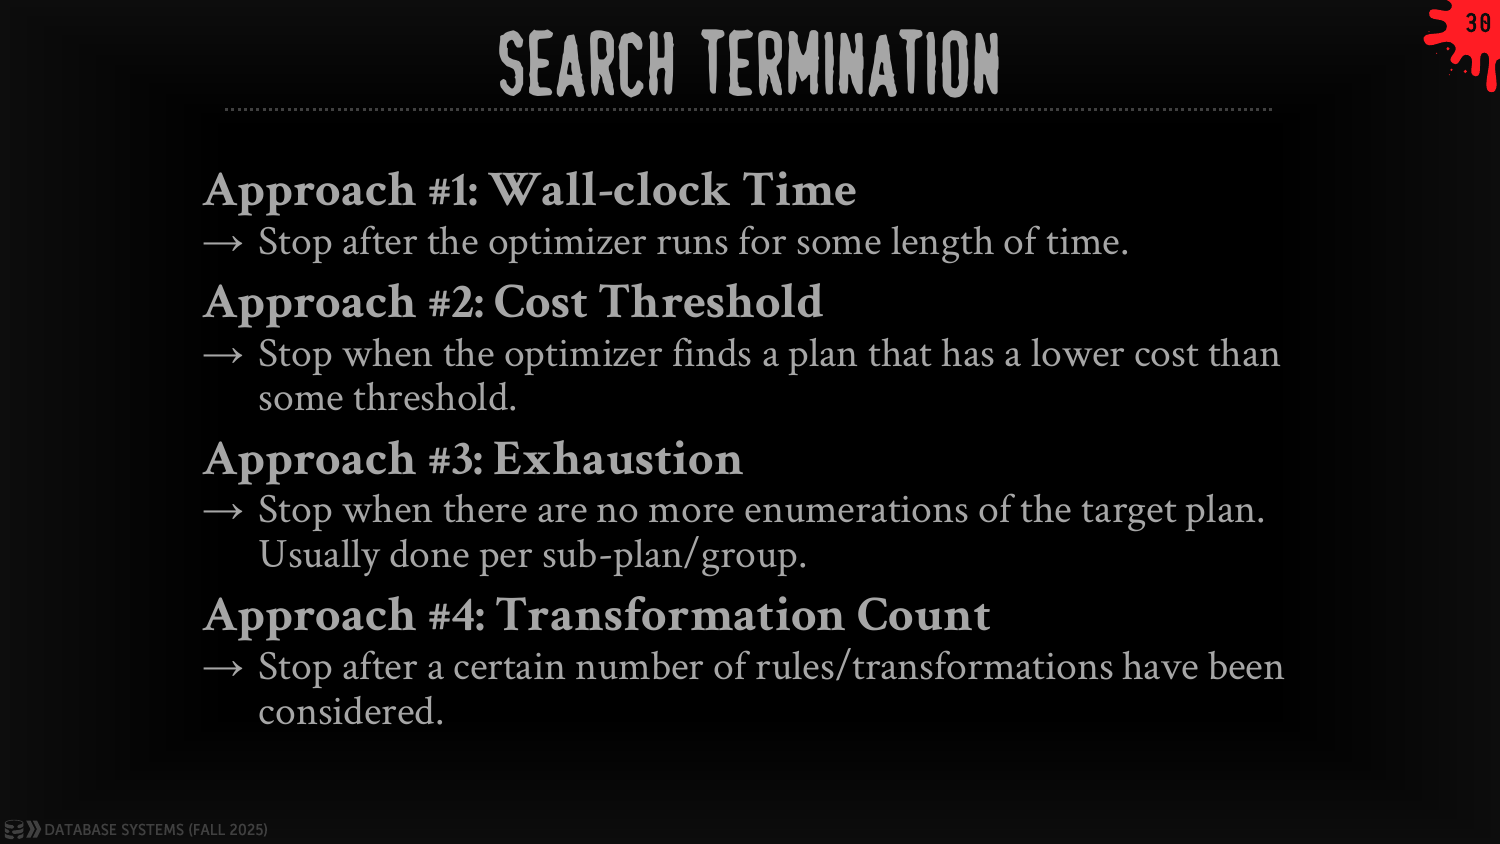 30
SEARCH TERMINATION
Approach #1: Wall-clock Time
→ Stop after the optimizer runs for some length of time.
Approach #2: Cost Threshold
→ Stop when the optimizer finds a plan that has a lower cost than
some threshold.
Approach #3: Exhaustion
→ Stop when there are no more enumerations of the target plan.
Usually done per sub-plan/group.
Approach #4: Transformation Count
→ Stop after a certain number of rules/transformations have been
considered.
DATABASE SYSTEMS (FALL 2025)